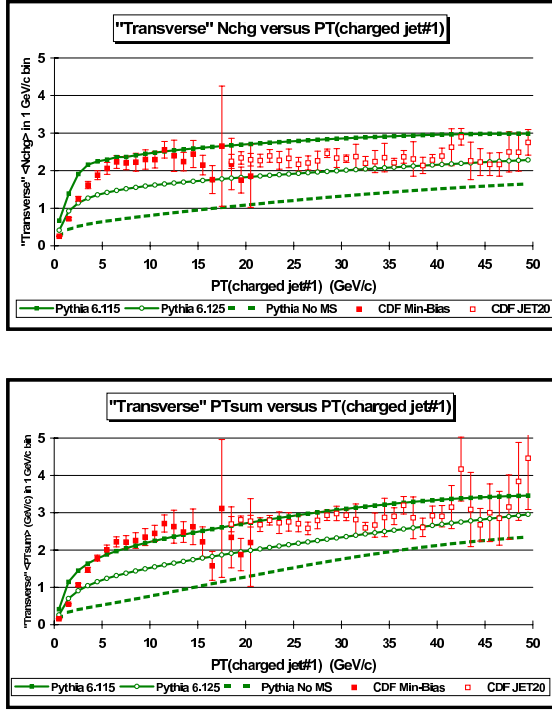 "Transverse" Nchg versus PT(charged jet#1)
"Transverse" <Nchg> in 1 GeV/c bin
5
4
3
2
1
0
0 5 10 15 20 25 30 35 40 45 50
PT(charged jet#1) (GeV/c)
Pythia 6.115 Pythia 6.125 Pythia No MS CDF Min-Bias CDF JET20
"Transverse" PTsum versus PT(charged jet#1)
"Transverse" <PTsum> (GeV/c) in 1 GeV/c bin
5
4
3
2
1
0
0 5 10 15 20 25 30 35 40 45 50
PT(charged jet#1) (GeV/c)
Pythia 6.115 Pythia 6.125 Pythia No MS CDF Min-Bias CDF JET20